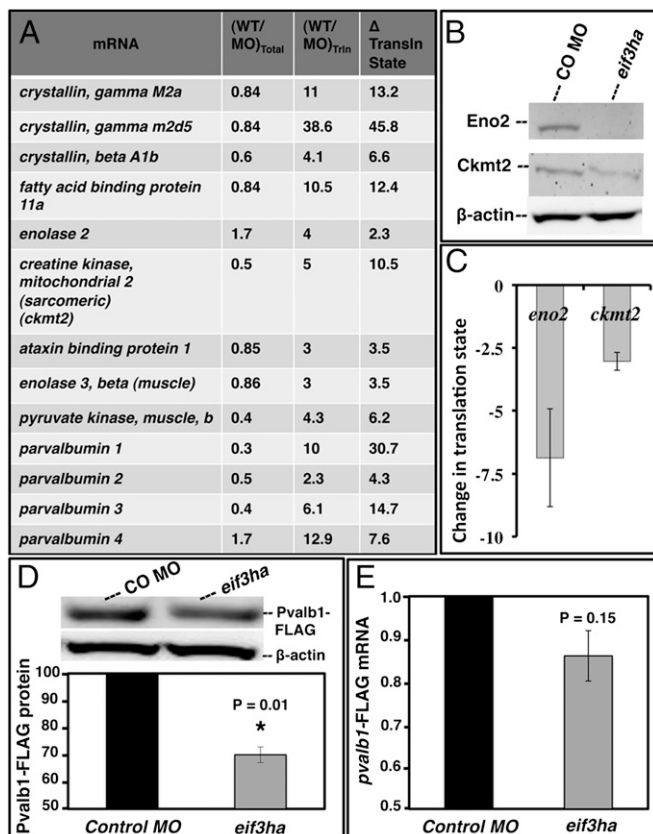 A
mRNA
(WT/
MO)Total
(WT/
MO)Trln
Δ
Transln
State
crystallin, gamma M2a 0.84 11 13.2
crystallin, gamma m2d5 0.84 38.6 45.8
crystallin, beta A1b 0.6 4.1 6.6
fatty acid binding protein
11a
0.84 10.5 12.4
enolase 2 1.7 4 2.3
creatine kinase,
mitochondrial 2
(sarcomeric)
(ckmt2)
0.5 5 10.5
ataxin binding protein 1 0.85 3 3.5
enolase 3, beta (muscle) 0.86 3 3.5
pyruvate kinase, muscle, b 0.4 4.3 6.2
parvalbumin 1 0.3 10 30.7
parvalbumin 2 0.5 2.3 4.3
parvalbumin 3 0.4 6.1 14.7
parvalbumin 4 1.7 12.9 7.6
B
--- CO MO
--- eif3ha
Eno2 --
Ckmt2 --
β-actin --
C
Change in translation state
0
-2.5
-5
-7.5
-10
eno2
ckmt2
D
--- CO MO
--- eif3ha
--Pvalb1-
FLAG
--β-actin
Pvalb1-FLAG protein
100
90
80
70
60
50
P = 0.01
*
Control MO
eif3ha
E
pvalb1-FLAG mRNA
1.0
0.9
0.8
0.7
0.6
0.5
P = 0.15
Control MO
eif3ha